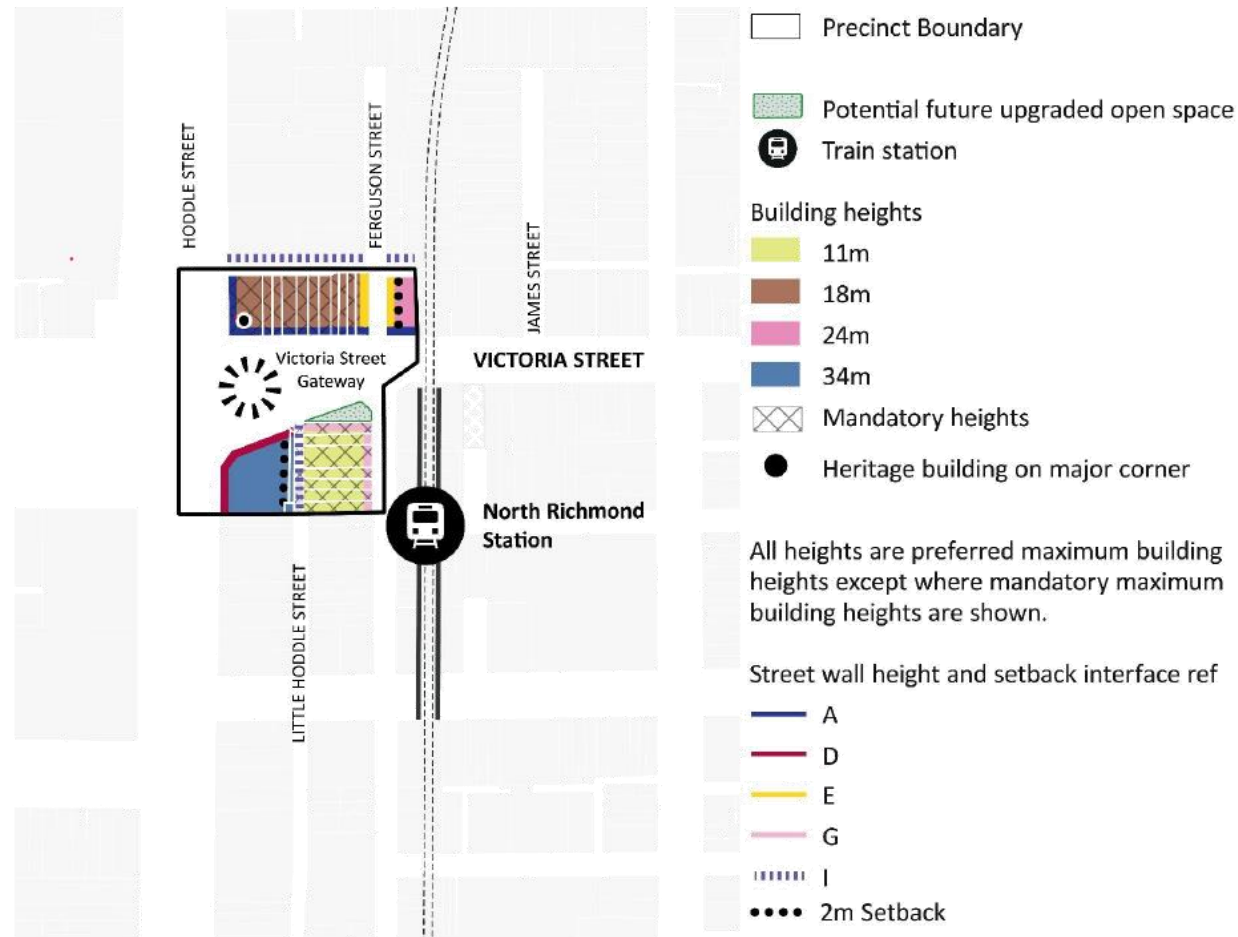 HODDLE STREET
FERGUSON STREET
JAMES STREET
Victoria Street
Gateway
VICTORIA STREET
North Richmond
Station
LITTLE HODDLE STREET
Precinct Boundary
Potential future upgraded open space
Train station
Building heights
11m
18m
24m
34m
Mandatory heights
Heritage building on major corner
All heights are preferred maximum building
heights except where mandatory maximum
building heights are shown.
Street wall height and setback interface ref
A
D
E
G
I
2m Setback